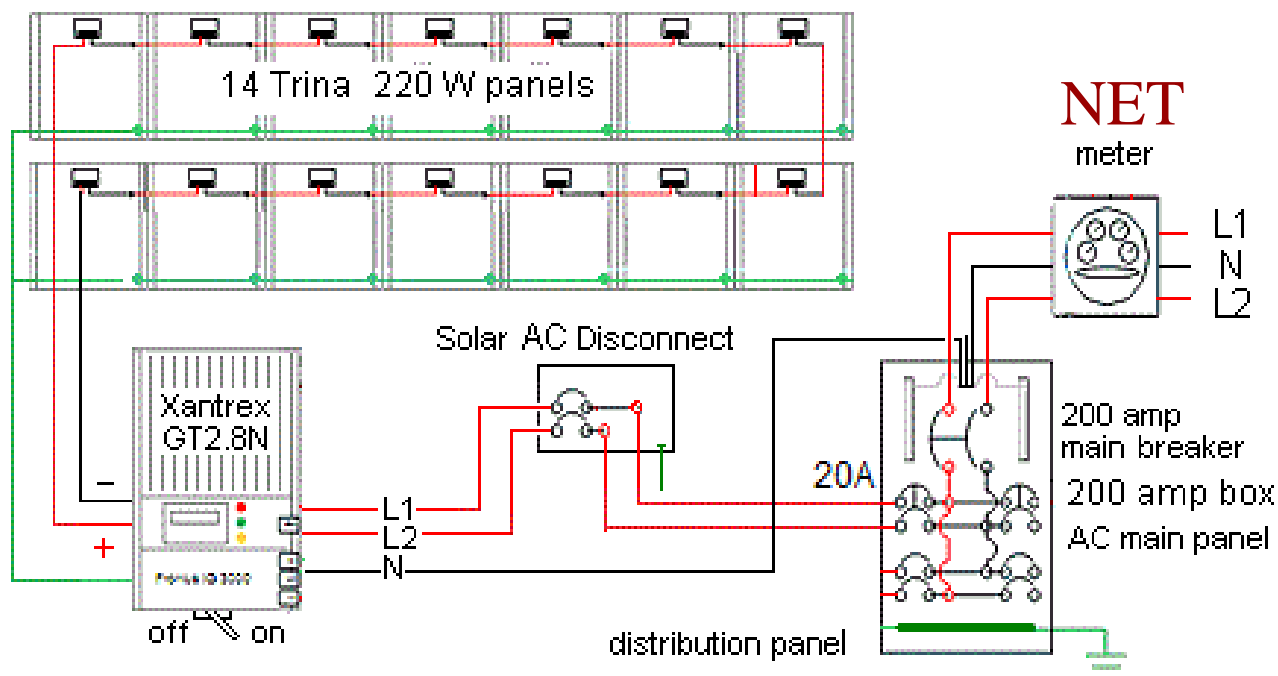 14 Trina 220 W panels
NET
meter
L1
N
L2
Solar AC Disconnect
Xantrex
GT2.8N
200 amp
main breaker
20A
200 amp box
AC main panel
–
+
L1
L2
N
off on
distribution panel